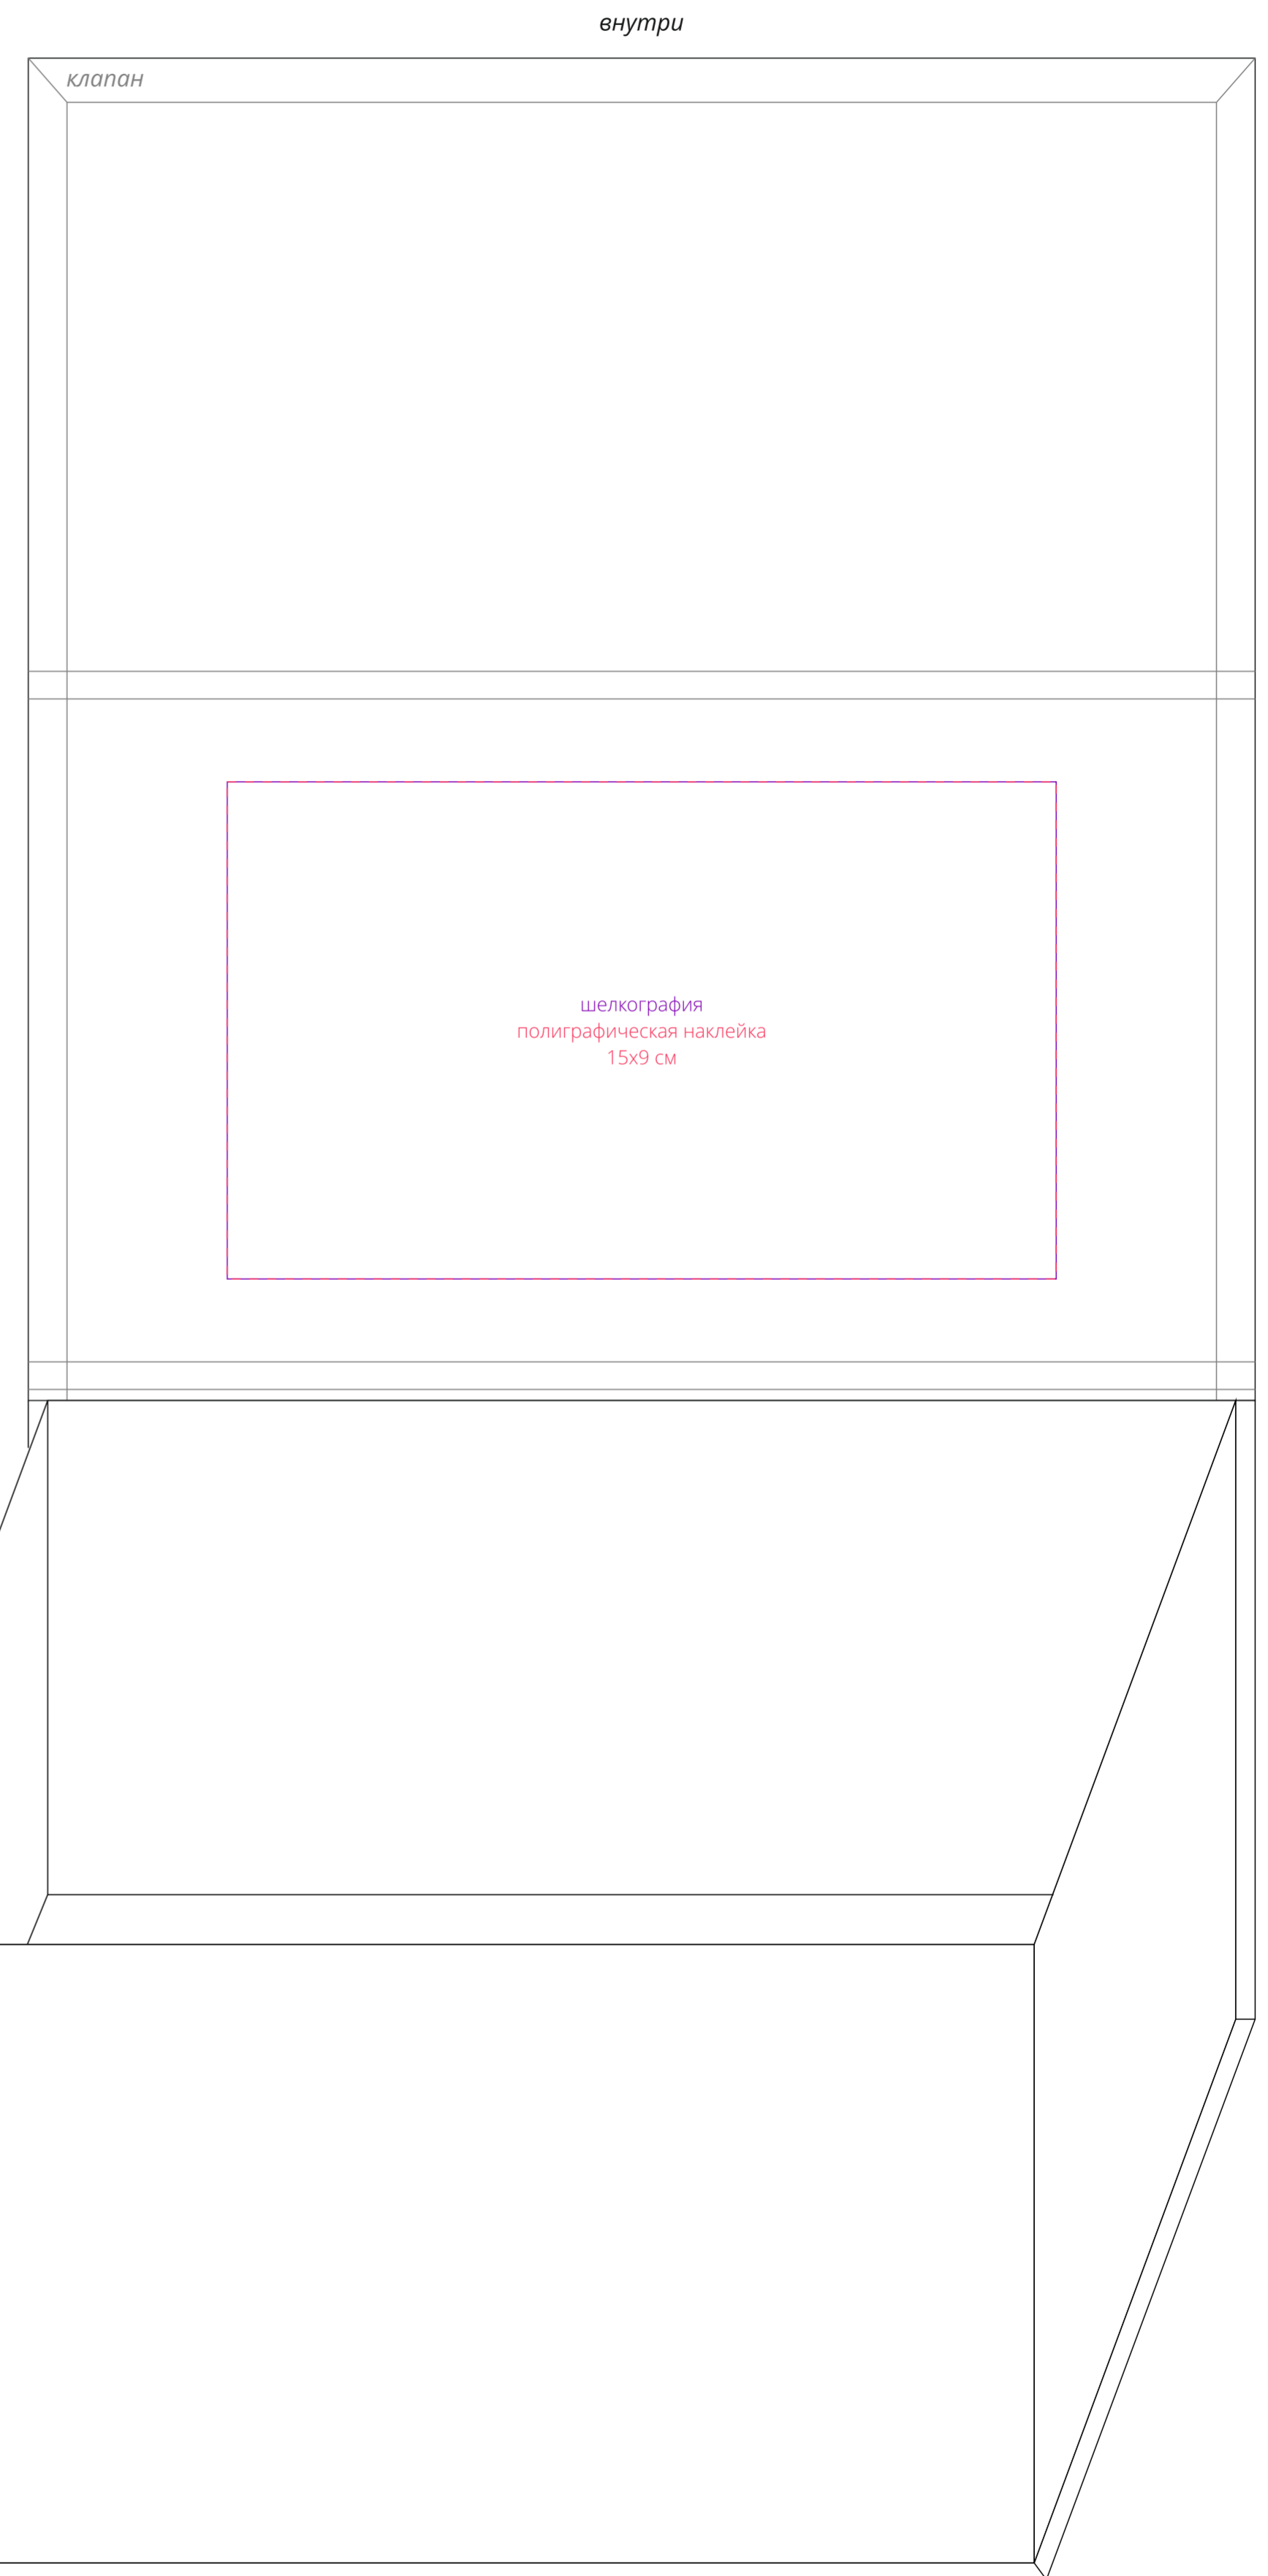 внутри
клапан
шелкография
полиграфическая наклейка
15х9 см